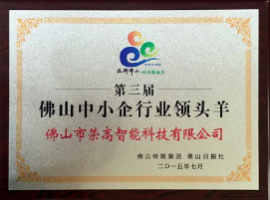 第三届
佛山中小企行业领头羊
佛山市荣高智能科技有限公司
佛山传媒集团 佛山日报社
二〇一五年七月